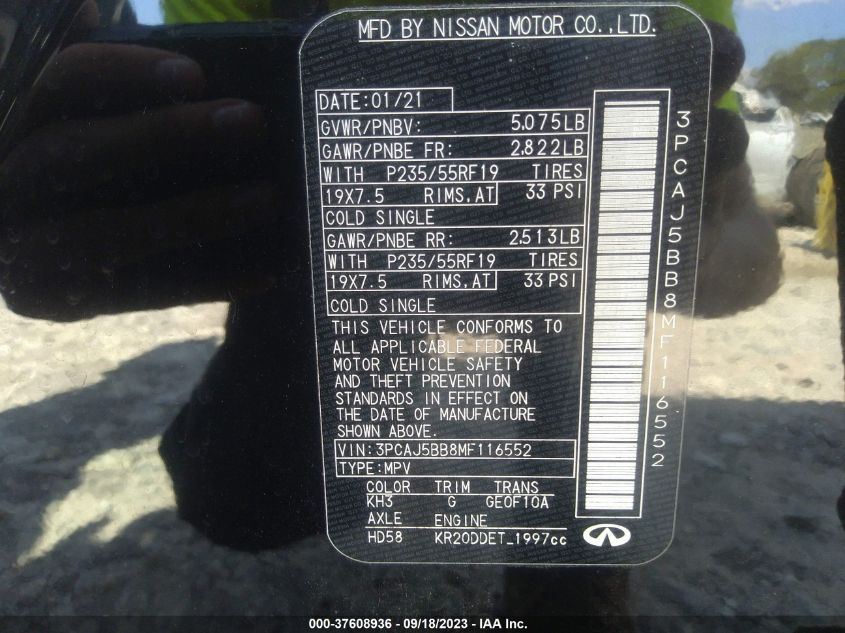 MFD BY NISSAN MOTOR CO.,LTD.
DATE:01/21
GVWR/PNBV: 5.075LB
GAWR/PNBE FR: 2.822LB
WITH P235/55RF19 TIRES
19X7.5 RIMS,AT 33 PSI
COLD SINGLE
GAWR/PNBE RR: 2.513LB
WITH P235/55RF19 TIRES
19X7.5 RIMS,AT 33 PSI
COLD SINGLE
THIS VEHICLE CONFORMS TO
ALL APPLICABLE FEDERAL
MOTOR VEHICLE SAFETY
AND THEFT PREVENTION
STANDARDS IN EFFECT ON
THE DATE OF MANUFACTURE
SHOWN ABOVE.
VIN:3PCAJ5BB8MF116552
TYPE:MPV
COLOR TRIM TRANS
KH3 G GE0F10A
AXLE ENGINE
HD58 KR20DDET_1997cc
3PCAJ5BB8MF116552
000-37608936 - 09/18/2023 - IAA Inc.